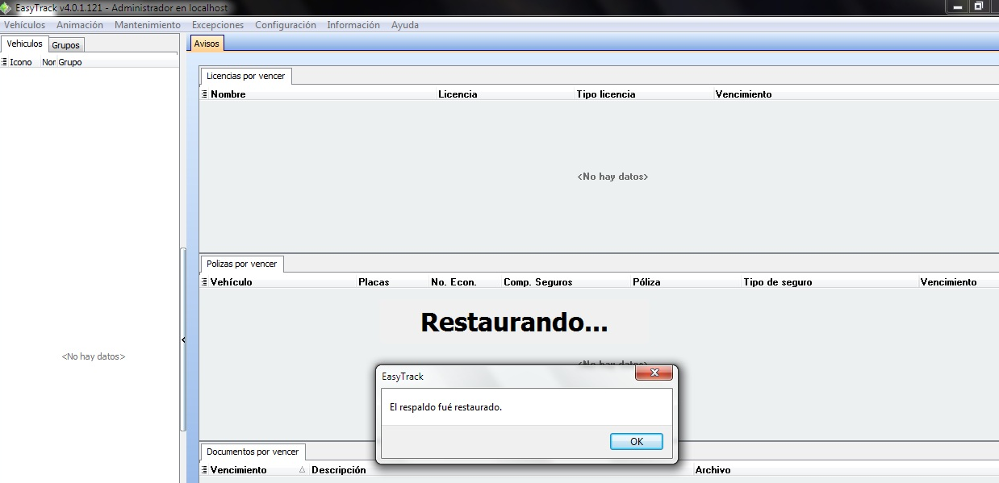 EasyTrack v4.0.1.121 - Administrador en localhost
Vehículos Animación Mantenimiento Excepciones Configuración Información Ayuda
Vehiculos Grupos Avisos
Icono Nor Grupo
Licencias por vencer
Nombre Licencia Tipo licencia Vencimiento
<No hay datos>
Polizas por vencer
Vehículo Placas No. Econ. Comp. Seguros Póliza Tipo de seguro Vencimiento
Restaurando...
<No hay datos>
<No hay datos>
EasyTrack
El respaldo fué restaurado.
OK
Documentos por vencer
Vencimiento Descripción Archivo